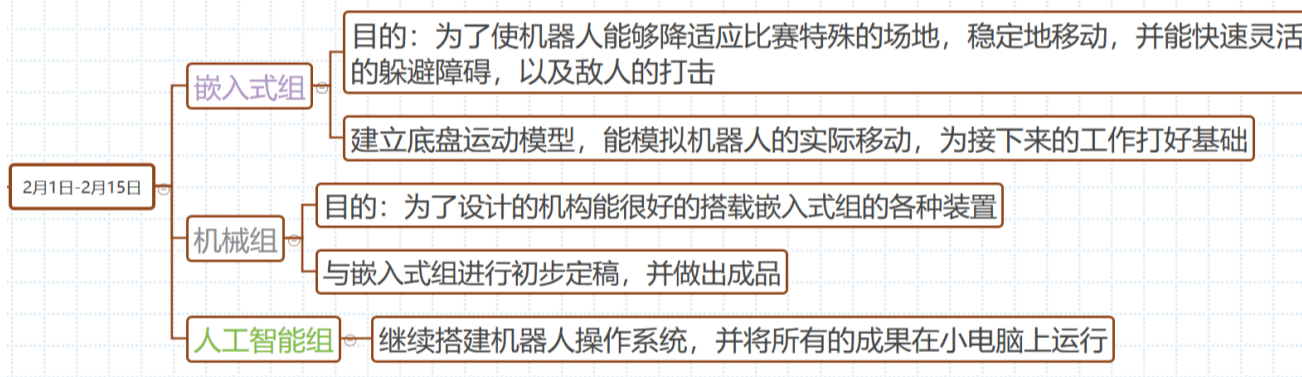 目的：为了使机器人能够降适应比赛特殊的场地，稳定地移动，并能快速灵活
的躲避障碍，以及敌人的打击
嵌入式组
建立底盘运动模型，能模拟机器人的实际移动，为接下来的工作打好基础
2月1日-2月15日
目的：为了设计的机构能很好的搭载嵌入式组的各种装置
机械组
与嵌入式组进行初步定稿，并做出成品
人工智能组
继续搭建机器人操作系统，并将所有的成果在小电脑上运行